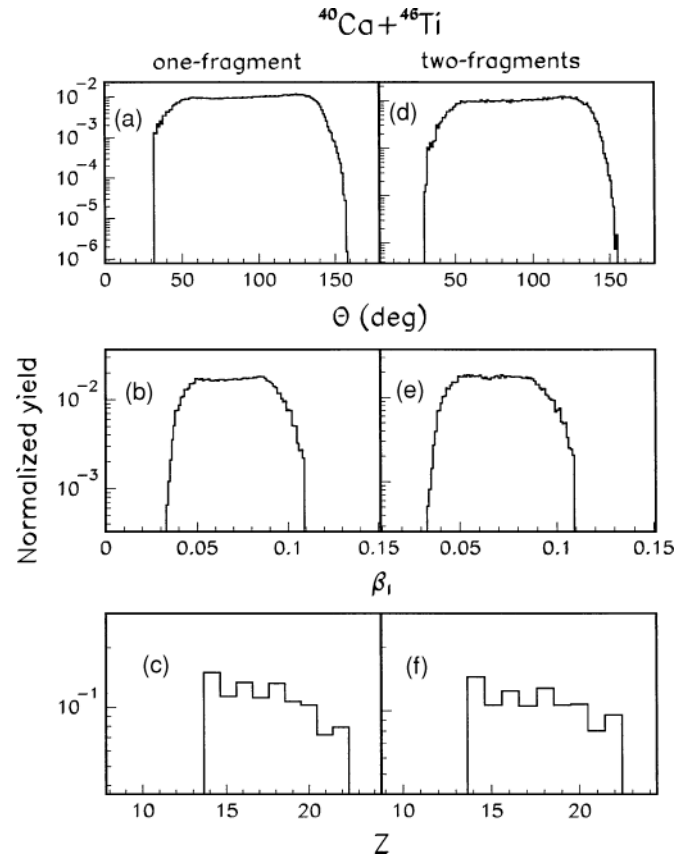 ⁴⁰Ca+⁴⁶Ti
one-fragment two-fragments
10⁻²
(a) (d)
10⁻³
10⁻⁴
10⁻⁵
10⁻⁶
0 50 100 150 0 50 100 150
Θ (deg)
Normalized yield
(b) (e)
10⁻²
10⁻³
0 0.05 0.1 0.15 0.05 0.1 0.15
β₁
(c) (f)
10⁻¹
10 15 20 10 15 20
Z